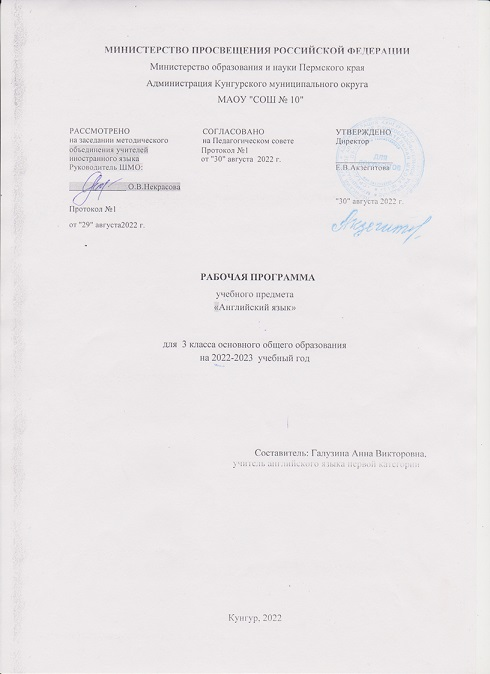 МИНИСТЕРСТВО ПРОСВЕЩЕНИЯ РОССИЙСКОЙ ФЕДЕРАЦИИ
Министерство образования и науки Пермского края
Администрация Кунгурского муниципального округа
МАОУ "СОШ № 10"
РАССМОТРЕНО
на заседании методического
объединения учителей
иностранного языка
Руководитель ШМО:
О.В.Некрасова
Протокол №1
от "29" августа2022 г.
СОГЛАСОВАНО
на Педагогическом совете
Протокол №1
от "30" августа 2022 г.
УТВЕРЖДЕНО
Директор
Е.В.Акзегитова
"30" августа 2022 г.
РАБОЧАЯ ПРОГРАММА
учебного предмета
«Английский язык»
для 3 класса основного общего образования
на 2022-2023 учебный год
Составитель: Галузина Анна Викторовна,
учитель английского языка первой категории
Кунгур, 2022